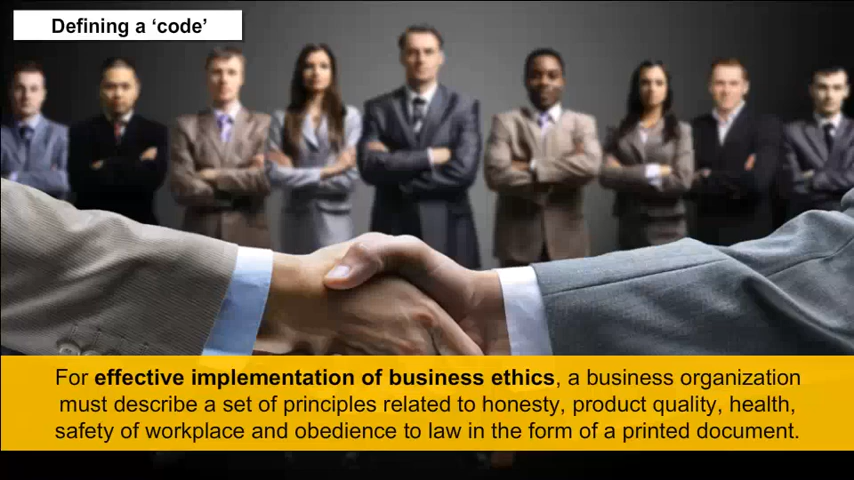 Defining a ‘code’
For effective implementation of business ethics, a business organization
must describe a set of principles related to honesty, product quality, health,
safety of workplace and obedience to law in the form of a printed document.